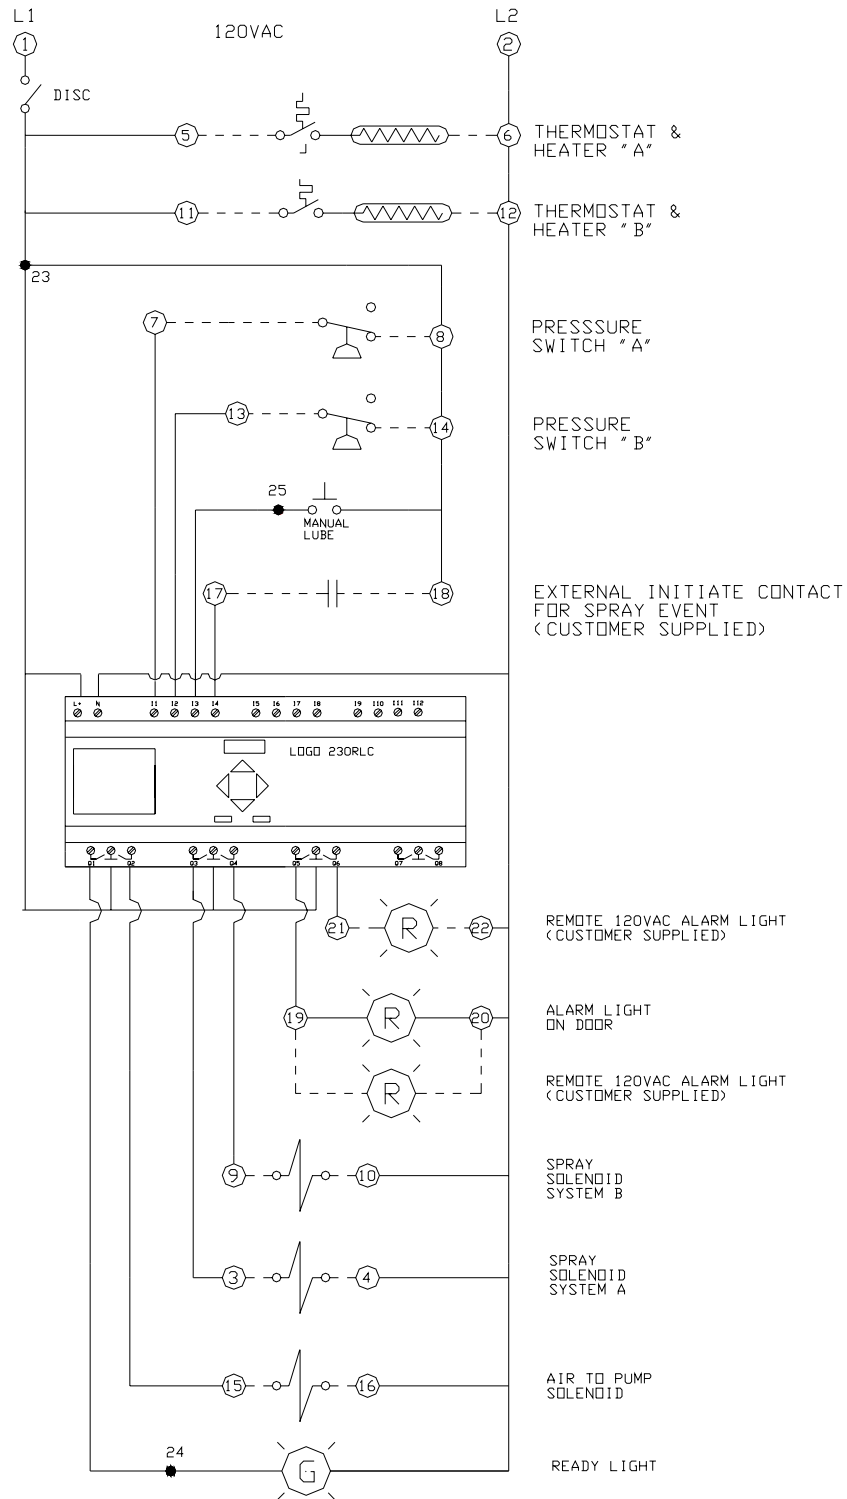 L1
L2
120VAC
1
2
DISC
5
6
THERMOSTAT &
HEATER "A"
11
12
THERMOSTAT &
HEATER "B"
23
7
8
PRESSSURE
SWITCH "A"
13
14
PRESSURE
SWITCH "B"
25
MANUAL
LUBE
17
18
EXTERNAL INITIATE CONTACT
FOR SPRAY EVENT
(CUSTOMER SUPPLIED)
L+ N I1 I2 I3 I4 I5 I6 I7 I8 I9 I10 I11 I12
LOGO 230RLC
Q1 Q2 Q3 Q4 Q5 Q6 Q7 Q8
21
R
22
REMOTE 120VAC ALARM LIGHT
(CUSTOMER SUPPLIED)
19
R
20
ALARM LIGHT
ON DOOR
R
REMOTE 120VAC ALARM LIGHT
(CUSTOMER SUPPLIED)
9
10
SPRAY
SOLENOID
SYSTEM B
3
4
SPRAY
SOLENOID
SYSTEM A
15
16
AIR TO PUMP
SOLENOID
24
G
READY LIGHT